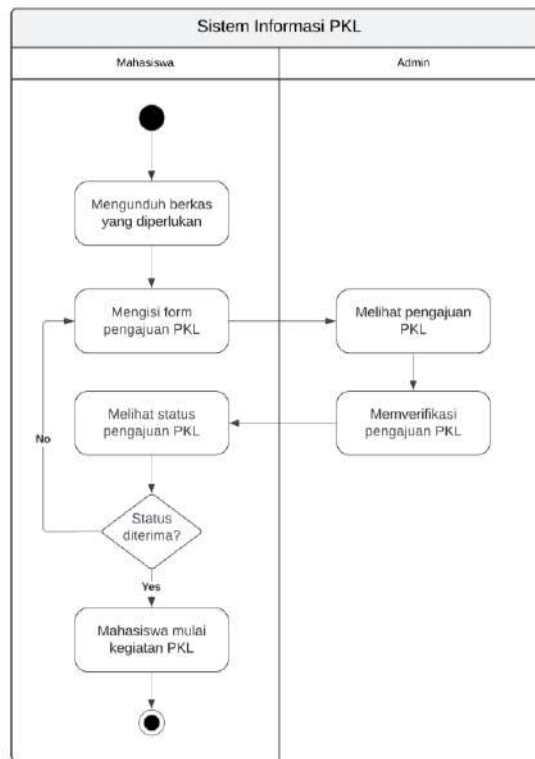 Sistem Informasi PKL
Mahasiswa
Admin
Mengunduh berkas
yang diperlukan
Mengisi form
pengajuan PKL
Melihat pengajuan
PKL
Melihat status
pengajuan PKL
Memverifikasi
pengajuan PKL
No
Status
diterima?
Yes
Mahasiswa mulai
kegiatan PKL